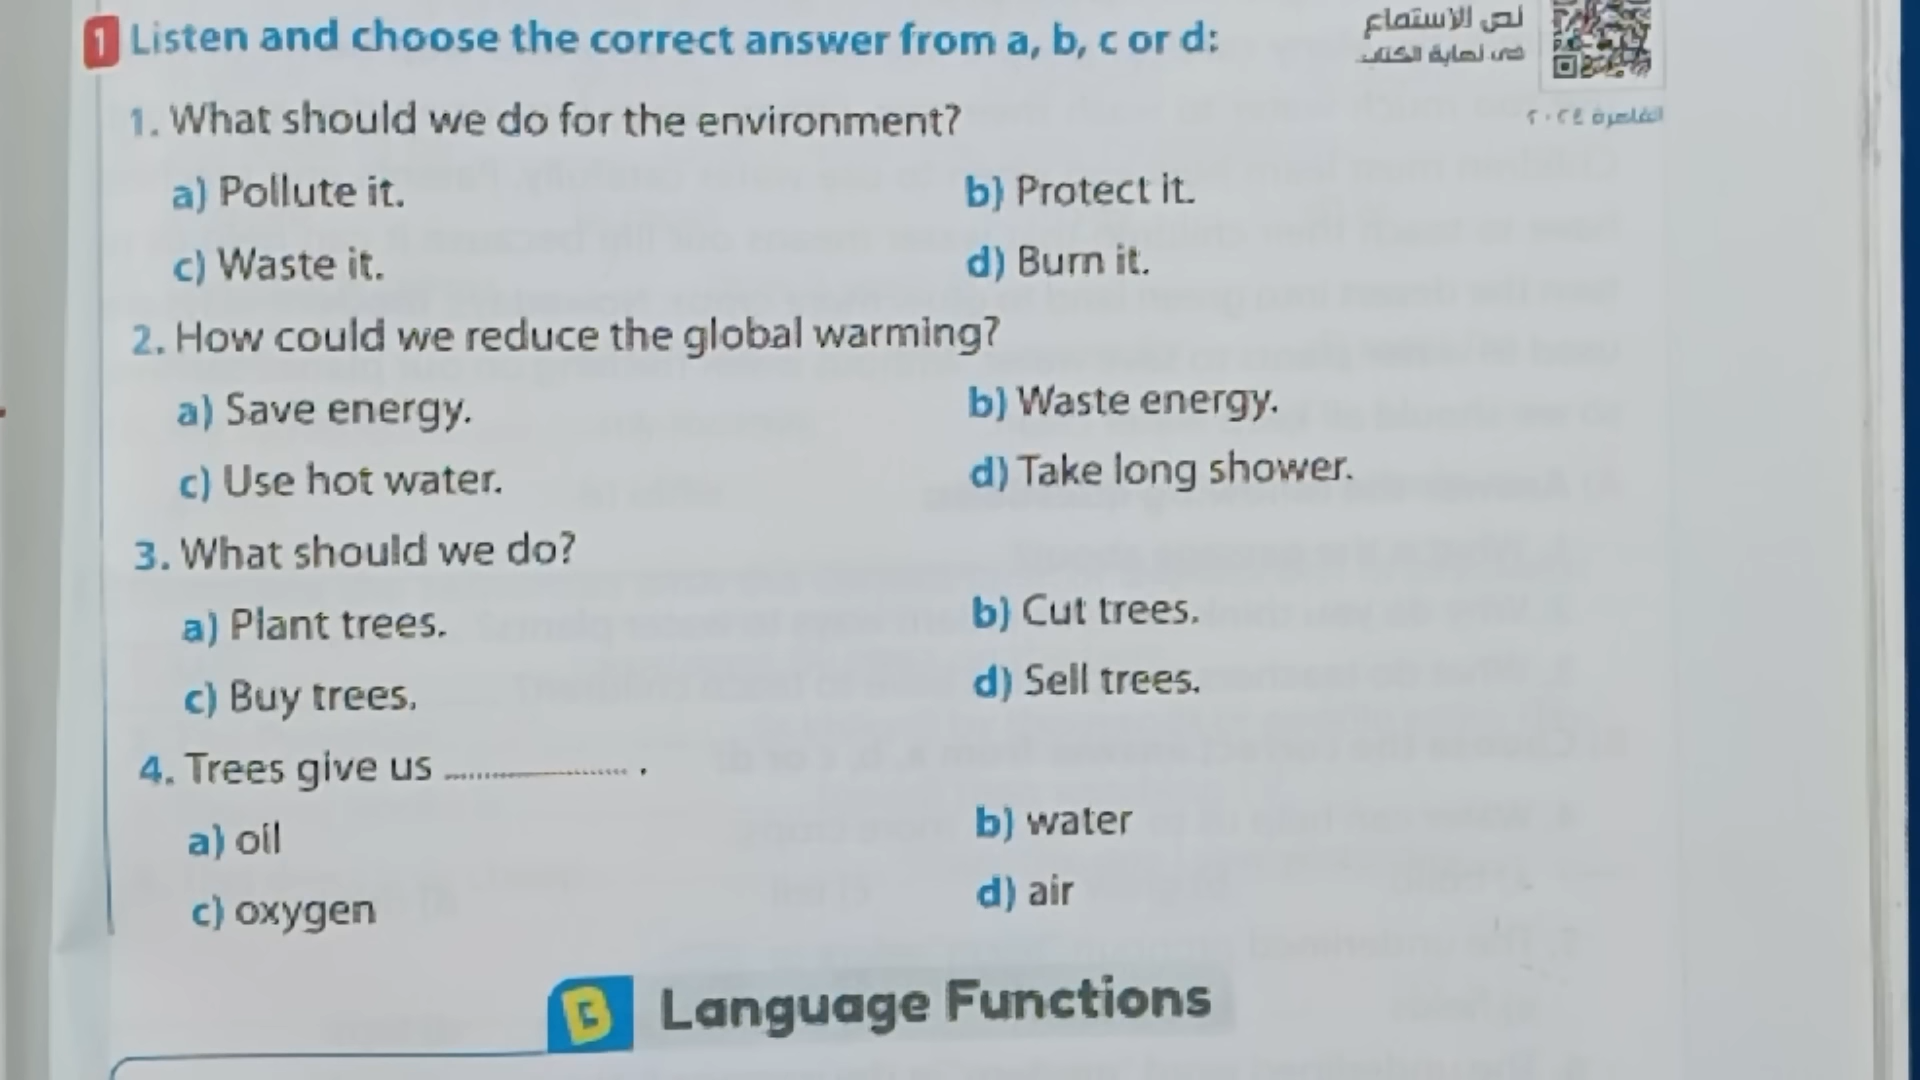 1 Listen and choose the correct answer from a, b, c or d:
نص الاستماع
فى نهاية الكتاب
القاهرة ٢٠٢٤
1. What should we do for the environment?
a) Pollute it.
b) Protect it.
c) Waste it.
d) Burn it.
2. How could we reduce the global warming?
a) Save energy.
b) Waste energy.
c) Use hot water.
d) Take long shower.
3. What should we do?
a) Plant trees.
b) Cut trees.
c) Buy trees.
d) Sell trees.
4. Trees give us .................... .
a) oil
b) water
c) oxygen
d) air
B Language Functions